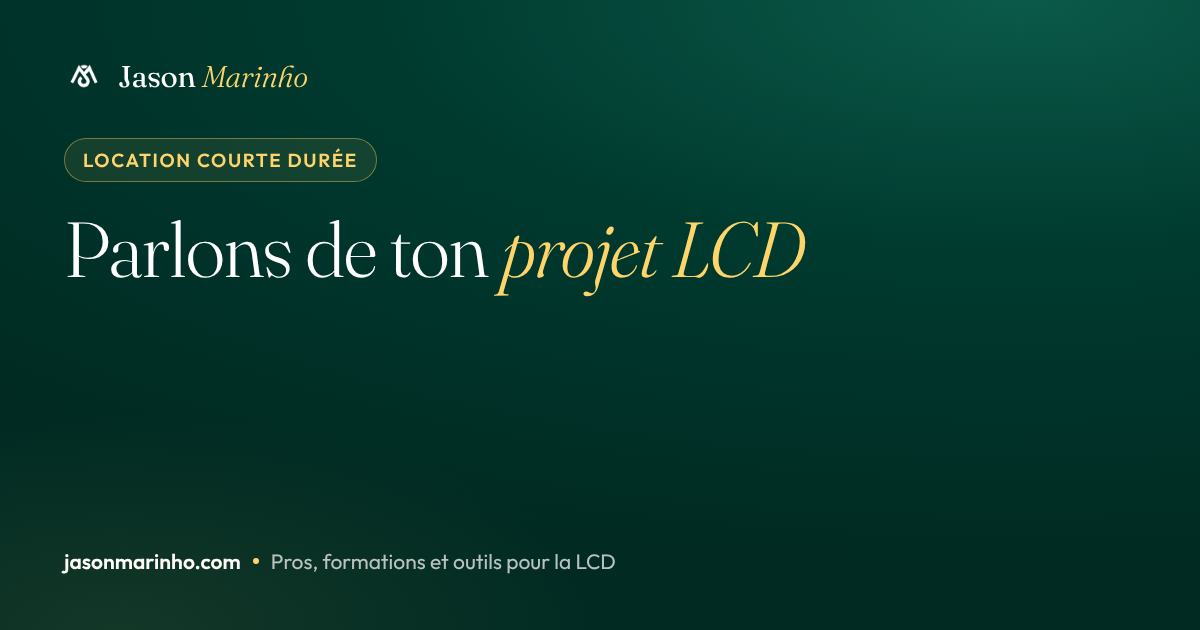 Jason Marinho
LOCATION COURTE DURÉE
Parlons de ton projet LCD
jasonmarinho.com • Pros, formations et outils pour la LCD